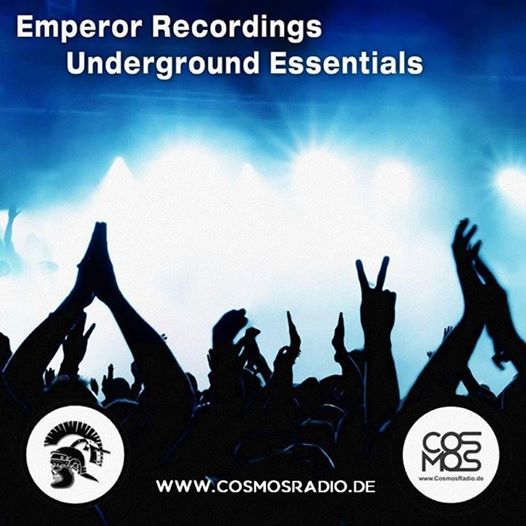 Emperor Recordings
Underground Essentials
COS
MOS
www.CosmosRadio.de
WWW.COSMOSRADIO.DE